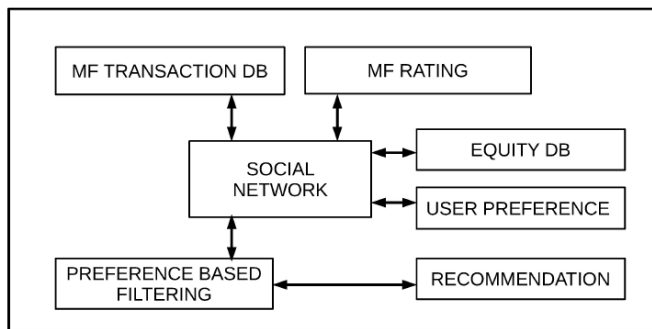 MF TRANSACTION DB
MF RATING
SOCIAL
NETWORK
EQUITY DB
USER PREFERENCE
PREFERENCE BASED
FILTERING
RECOMMENDATION